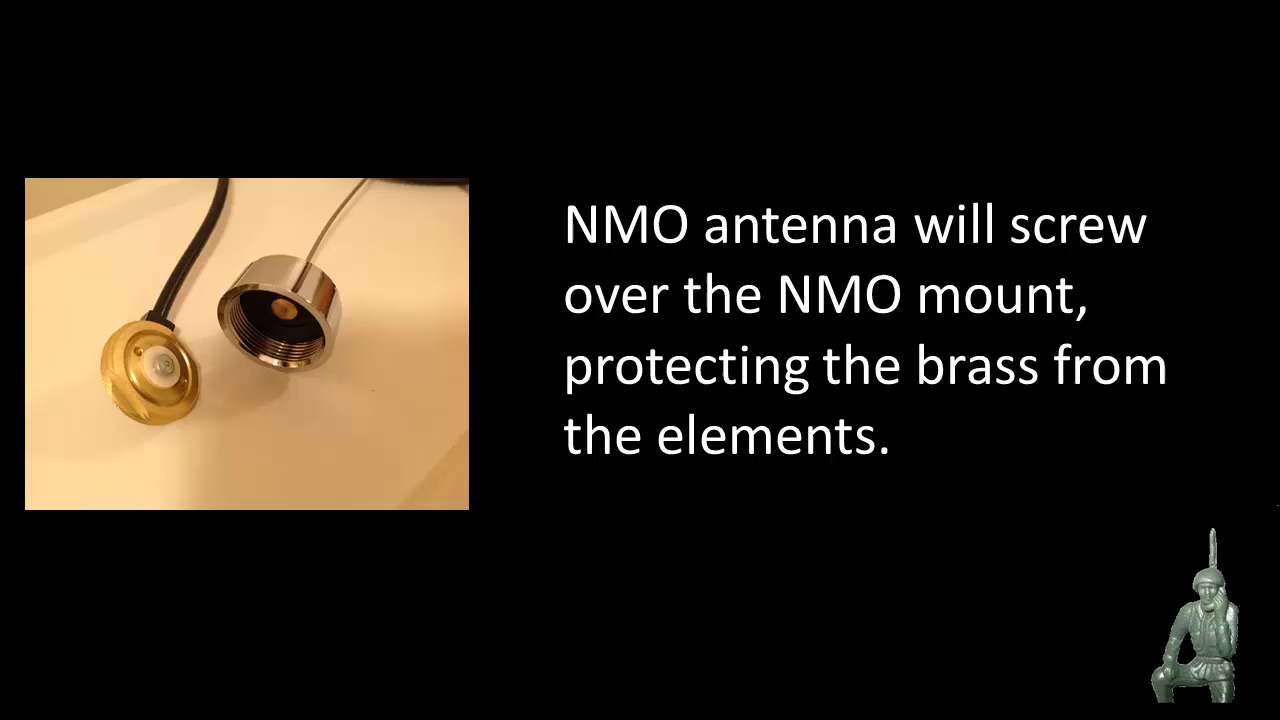 NMO antenna will screw
over the NMO mount,
protecting the brass from
the elements.